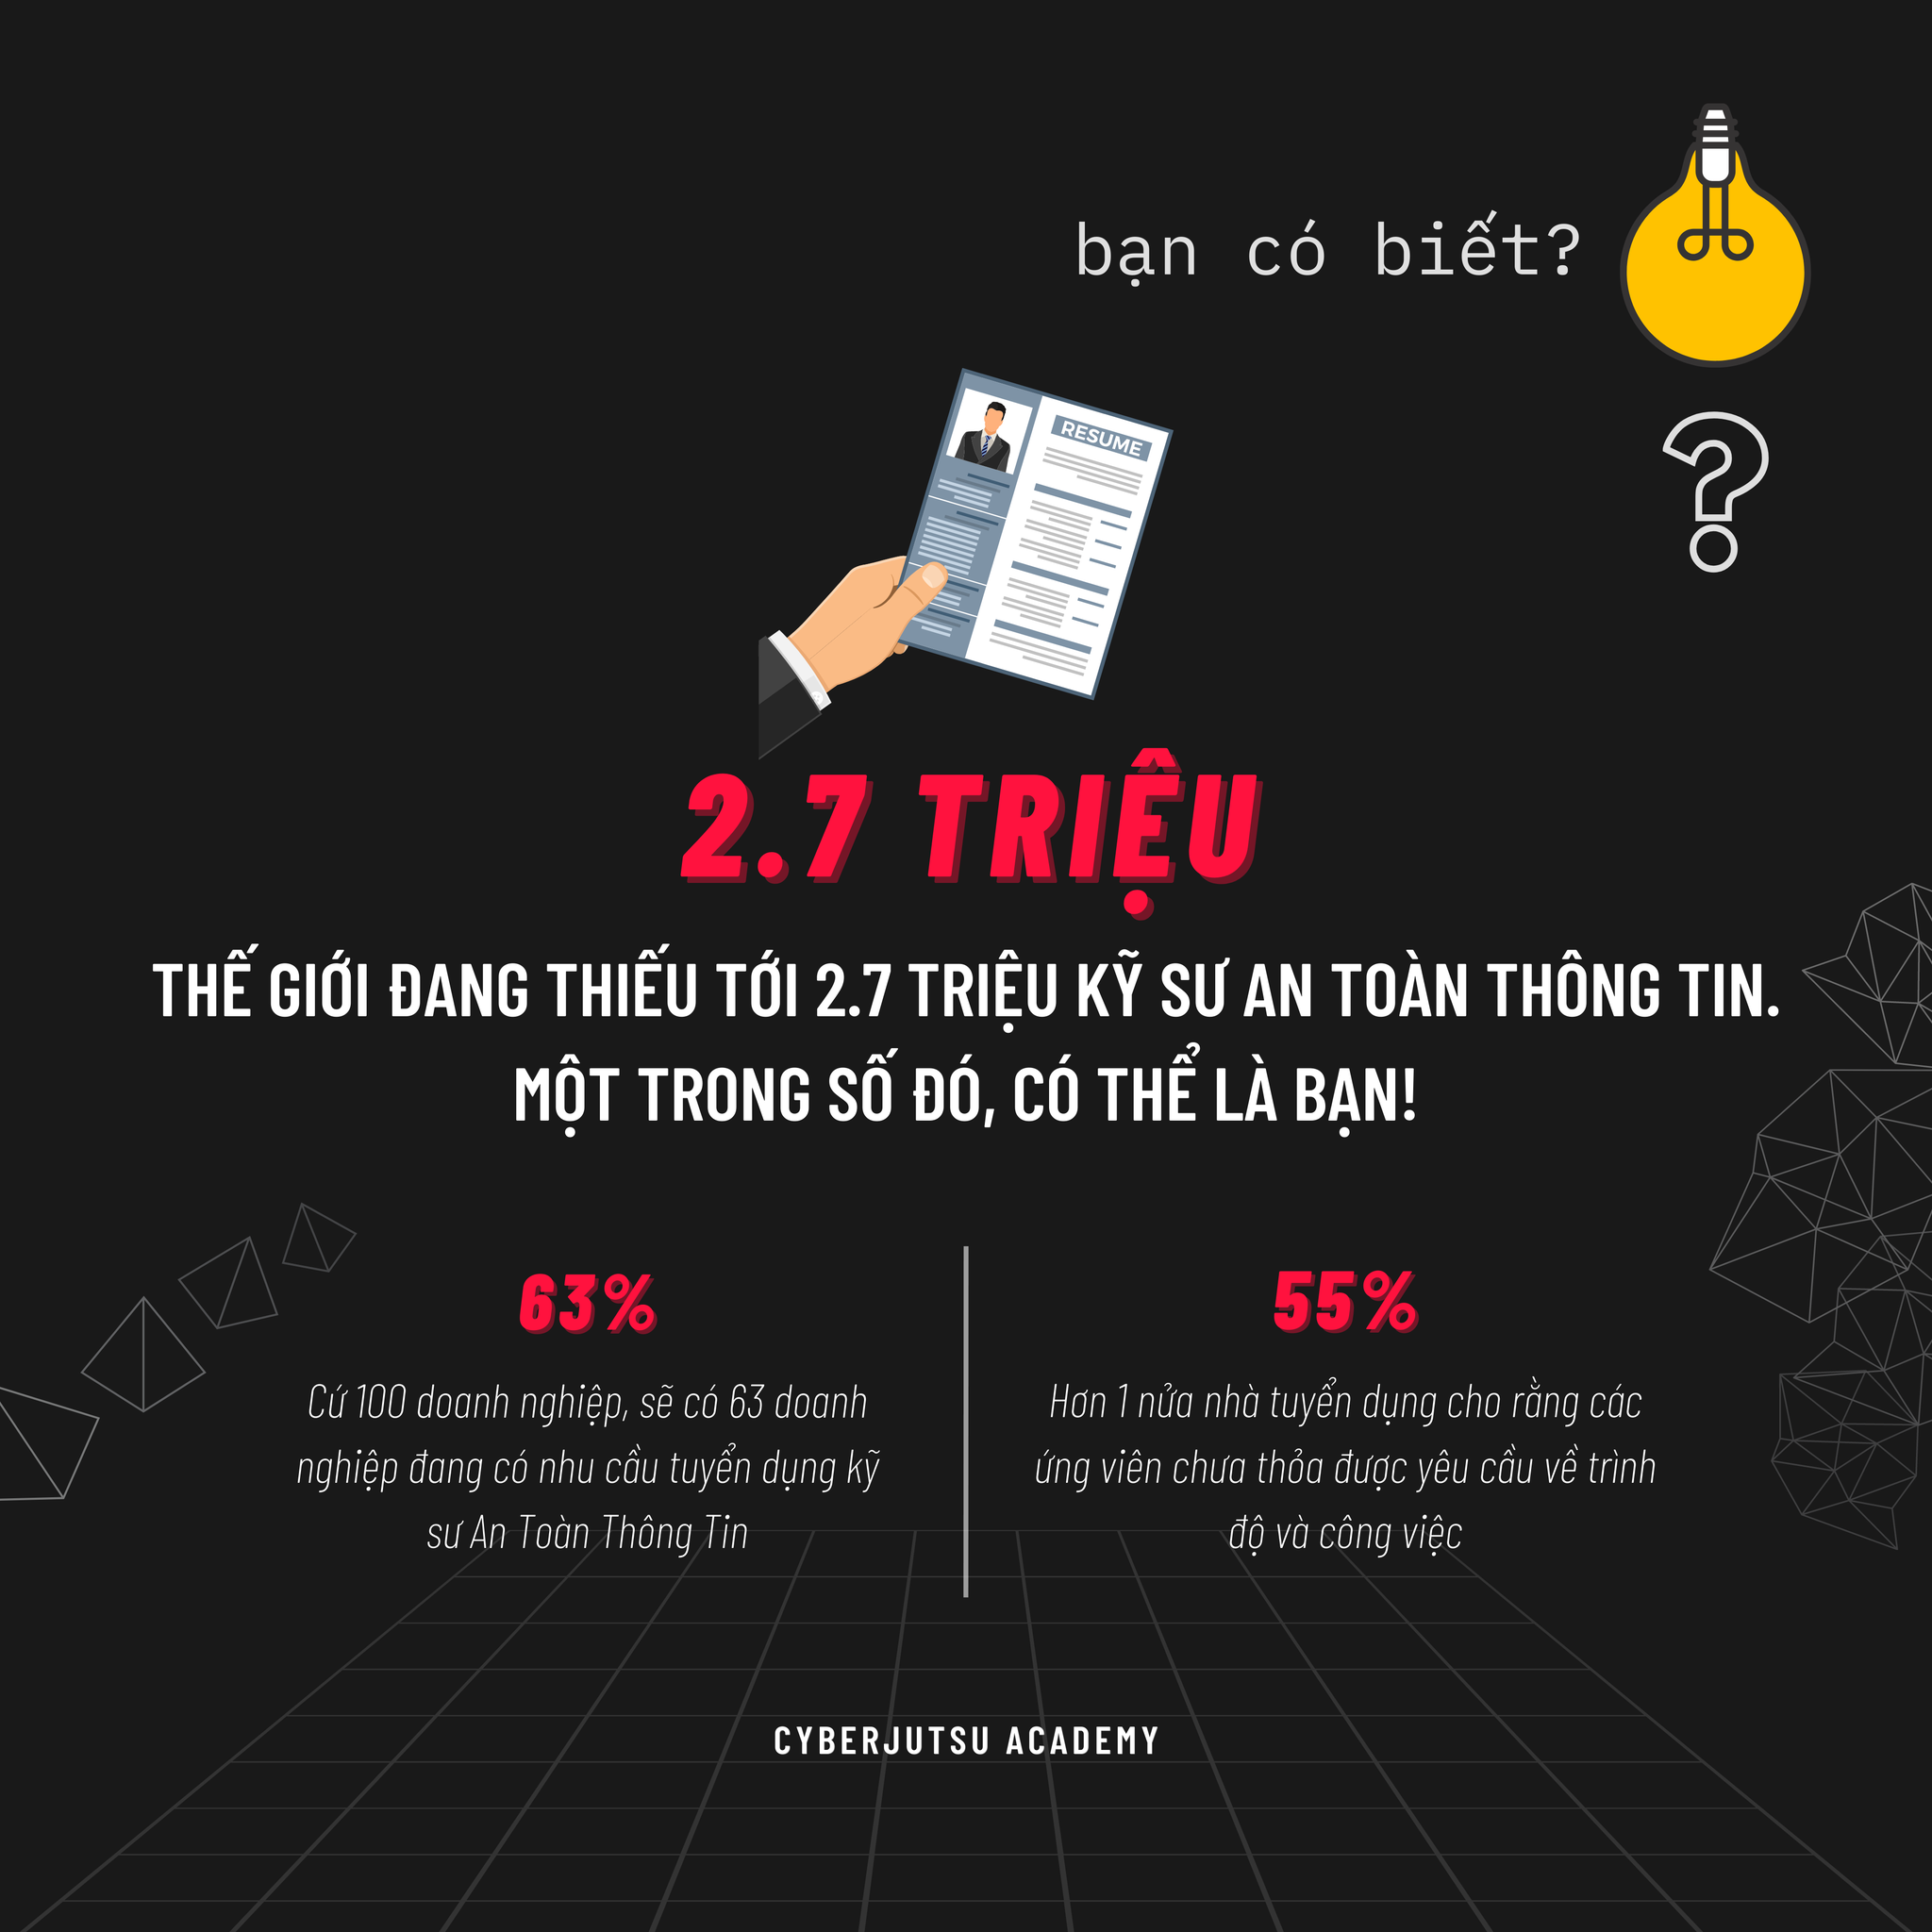 bạn có biết?
?
RESUME
2.7 TRIỆU
THẾ GIỚI ĐANG THIẾU TỚI 2.7 TRIỆU KỸ SƯ AN TOÀN THÔNG TIN.
MỘT TRONG SỐ ĐÓ, CÓ THỂ LÀ BẠN!
63%
Cứ 100 doanh nghiệp, sẽ có 63 doanh
nghiệp đang có nhu cầu tuyển dụng kỹ
sư An Toàn Thông Tin
55%
Hơn 1 nửa nhà tuyển dụng cho rằng các
ứng viên chưa thỏa được yêu cầu về trình
độ và công việc
CYBERJUTSU ACADEMY